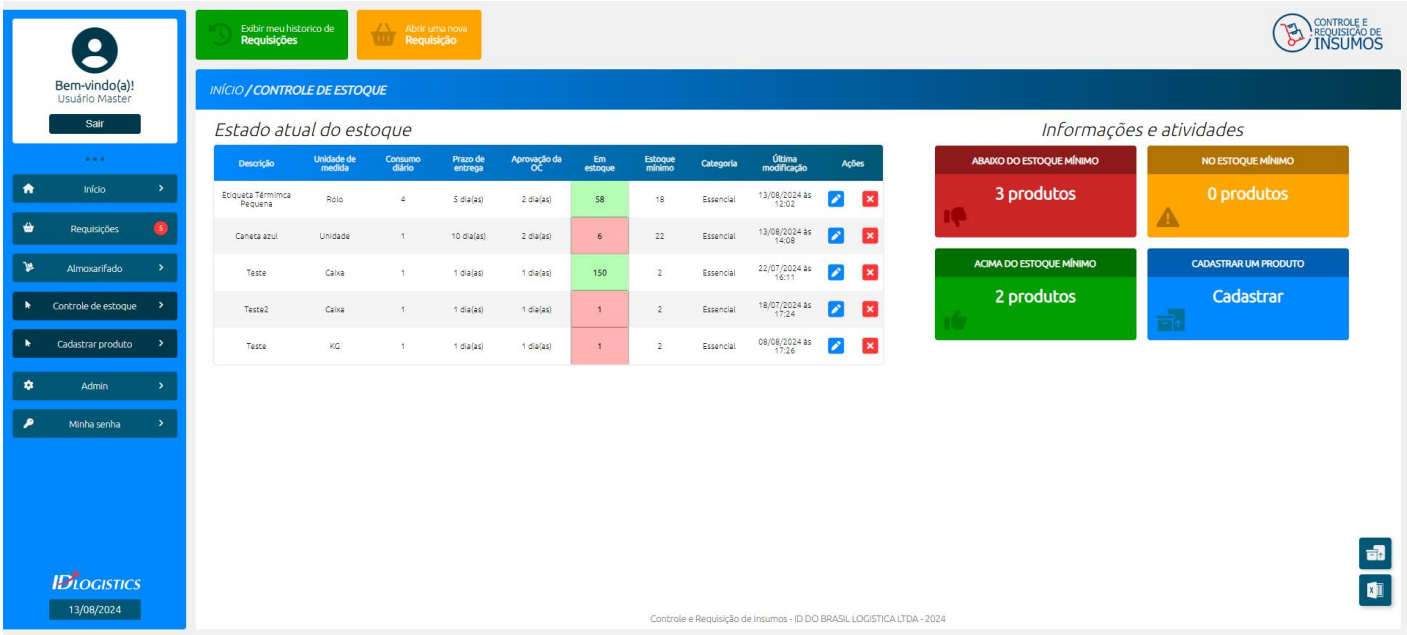 Exibir meu historico de
Requisições
Abrir uma nova
Requisição
CONTROLE E
REQUISIÇÃO DE
INSUMOS
Bem-vindo(a)!
Usuário Master
Sair
Início
Requisições 5
Almoxarifado
Controle de estoque
Cadastrar produto
Admin
Minha senha
IDLOGISTICS
13/08/2024
INÍCIO / CONTROLE DE ESTOQUE
Estado atual do estoque
Descrição Unidade de medida Consumo diário Prazo de entrega Aprovação da OC Em estoque Estoque mínimo Categoria Última modificação Ações
Etiqueta Térmimca Pequena Rolo 4 5 dia(as) 2 dia(as) 58 18 Essencial 13/08/2024 às 12:02
Caneta azul Unidade 1 10 dia(as) 2 dia(as) 6 22 Essencial 13/08/2024 às 14:08
Teste Caixa 1 1 dia(as) 1 dia(as) 150 2 Essencial 22/07/2024 às 16:11
Teste2 Caixa 1 1 dia(as) 1 dia(as) 1 2 Essencial 18/07/2024 às 17:24
Teste KG 1 1 dia(as) 1 dia(as) 1 2 Essencial 08/08/2024 às 17:26
Informações e atividades
ABAIXO DO ESTOQUE MÍNIMO
3 produtos
NO ESTOQUE MÍNIMO
0 produtos
ACIMA DO ESTOQUE MÍNIMO
2 produtos
CADASTRAR UM PRODUTO
Cadastrar
Controle e Requisição de Insumos - ID DO BRASIL LOGISTICA LTDA - 2024